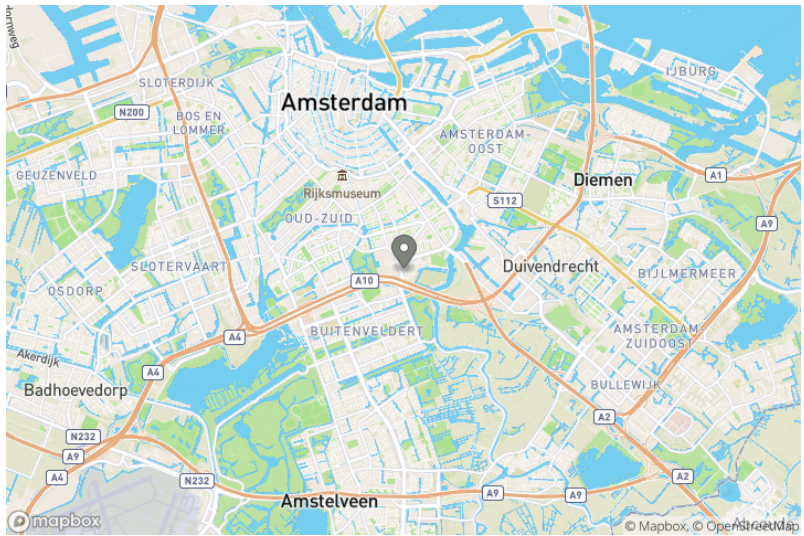 IJBURG
SLOTERDIJK
Amsterdam
N200
BOS EN
LOMMER
AMSTERDAM-
OOST
GEUZENVELD
Rijksmuseum
Diemen
A1
S112
OUD-ZUID
A9
SLOTERVAART
Duivendrecht
BIJLMERMEER
OSDORP
A10
BUITENVELDERT
AMSTERDAM-
ZUIDOOST
A4
Akerdijk
A4
Badhoevedorp
BULLEWIJK
A2
N232
A9
A4
N232
Amstelveen
A9
A9
A2
mapbox
© Mapbox, © OpenStreetMap